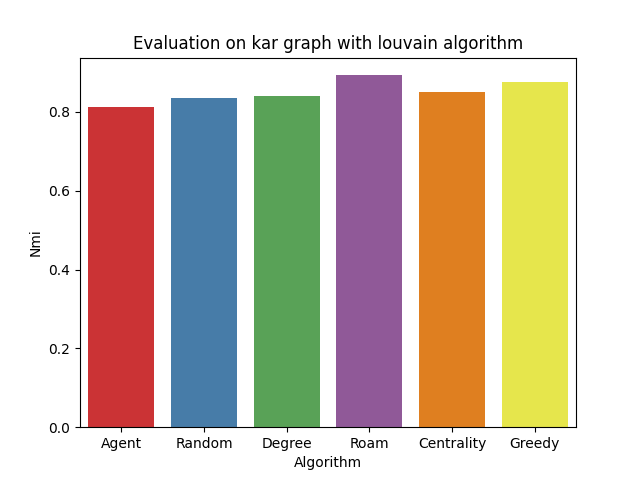 Evaluation on kar graph with louvain algorithm
Nmi
0.8
0.6
0.4
0.2
0.0
Agent Random Degree Roam Centrality Greedy
Algorithm